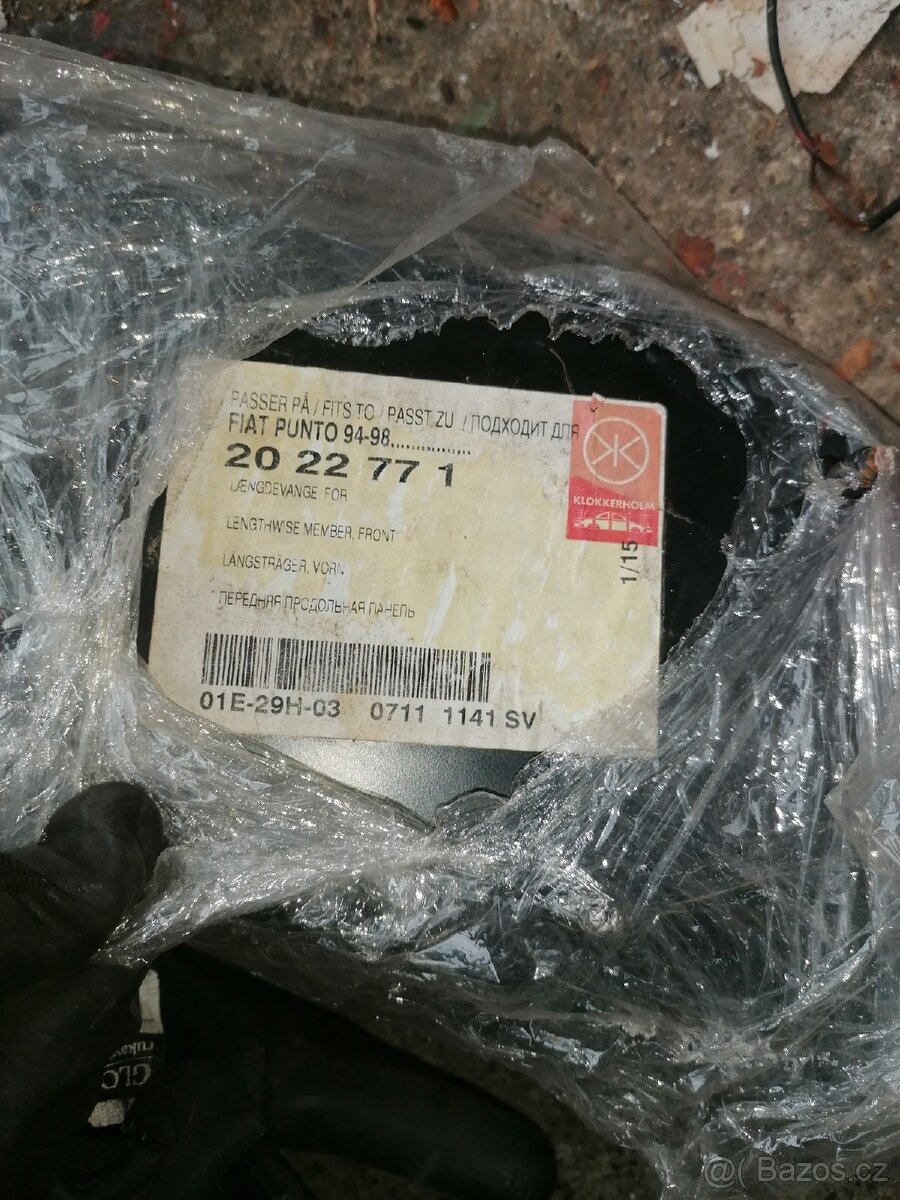 PASSER PÅ / FITS TO / PASST ZU / ПОДХОДИТ ДЛЯ
FIAT PUNTO 94-98..................
20 22 77 1
LÆNGDEVANGE FOR
LENGTHWISE MEMBER, FRONT
LÄNGSTRÄGER, VORN
ПЕРЕДНЯЯ ПРОДОЛЬНАЯ ПАНЕЛЬ
KLOKKERHOLM
1/15
01E-29H-03 0711 1141 SV
GLO
@( Bazos.cz